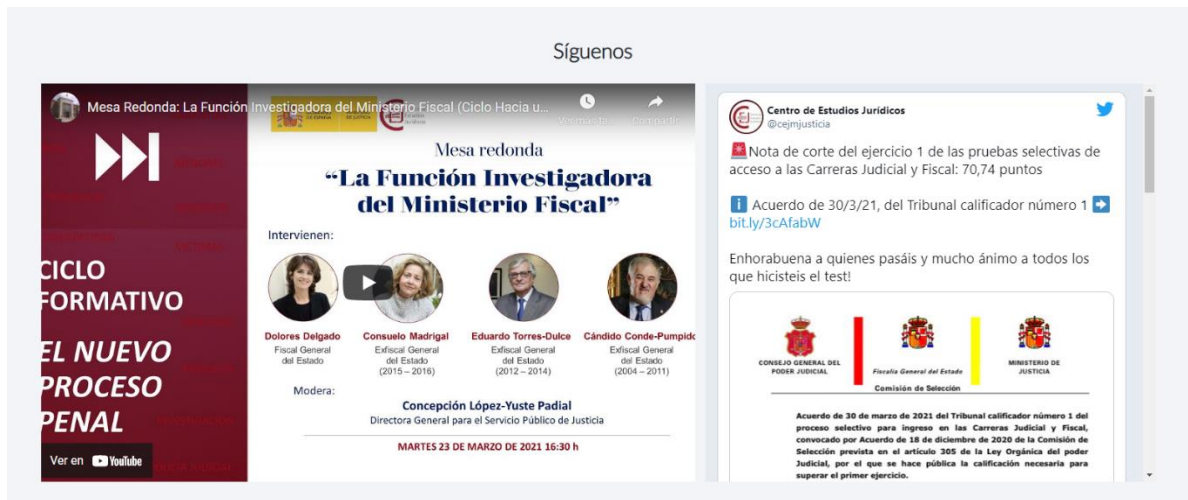 Síguenos
Mesa Redonda: La Función Investigadora del Ministerio Fiscal (Ciclo Hacia u...
Ver más ta... Compartir
Mesa redonda
“La Función Investigadora
del Ministerio Fiscal”
Intervienen:
Dolores Delgado
Fiscal General
del Estado
Consuelo Madrigal
Exfiscal General
del Estado
(2015 – 2016)
Eduardo Torres-Dulce
Exfiscal General
del Estado
(2012 – 2014)
Cándido Conde-Pumpido
Exfiscal General
del Estado
(2004 – 2011)
Modera:
Concepción López-Yuste Padial
Directora General para el Servicio Público de Justicia
MARTES 23 DE MARZO DE 2021 16:30 h
CICLO
FORMATIVO
EL NUEVO
PROCESO
PENAL
Ver en YouTube
Centro de Estudios Jurídicos
@cejmjusticia
🚨Nota de corte del ejercicio 1 de las pruebas selectivas de
acceso a las Carreras Judicial y Fiscal: 70,74 puntos
ℹ️ Acuerdo de 30/3/21, del Tribunal calificador número 1 ➡️
bit.ly/3cAfabW
Enhorabuena a quienes pasáis y mucho ánimo a todos los
que hicisteis el test!
CONSEJO GENERAL DEL
PODER JUDICIAL
Fiscalía General del Estado
MINISTERIO DE
JUSTICIA
Comisión de Selección
Acuerdo de 30 de marzo de 2021 del Tribunal calificador número 1 del
proceso selectivo para ingreso en las Carreras Judicial y Fiscal,
convocado por Acuerdo de 18 de diciembre de 2020 de la Comisión de
Selección prevista en el artículo 305 de la Ley Orgánica del poder
Judicial, por el que se hace pública la calificación necesaria para
superar el primer ejercicio.